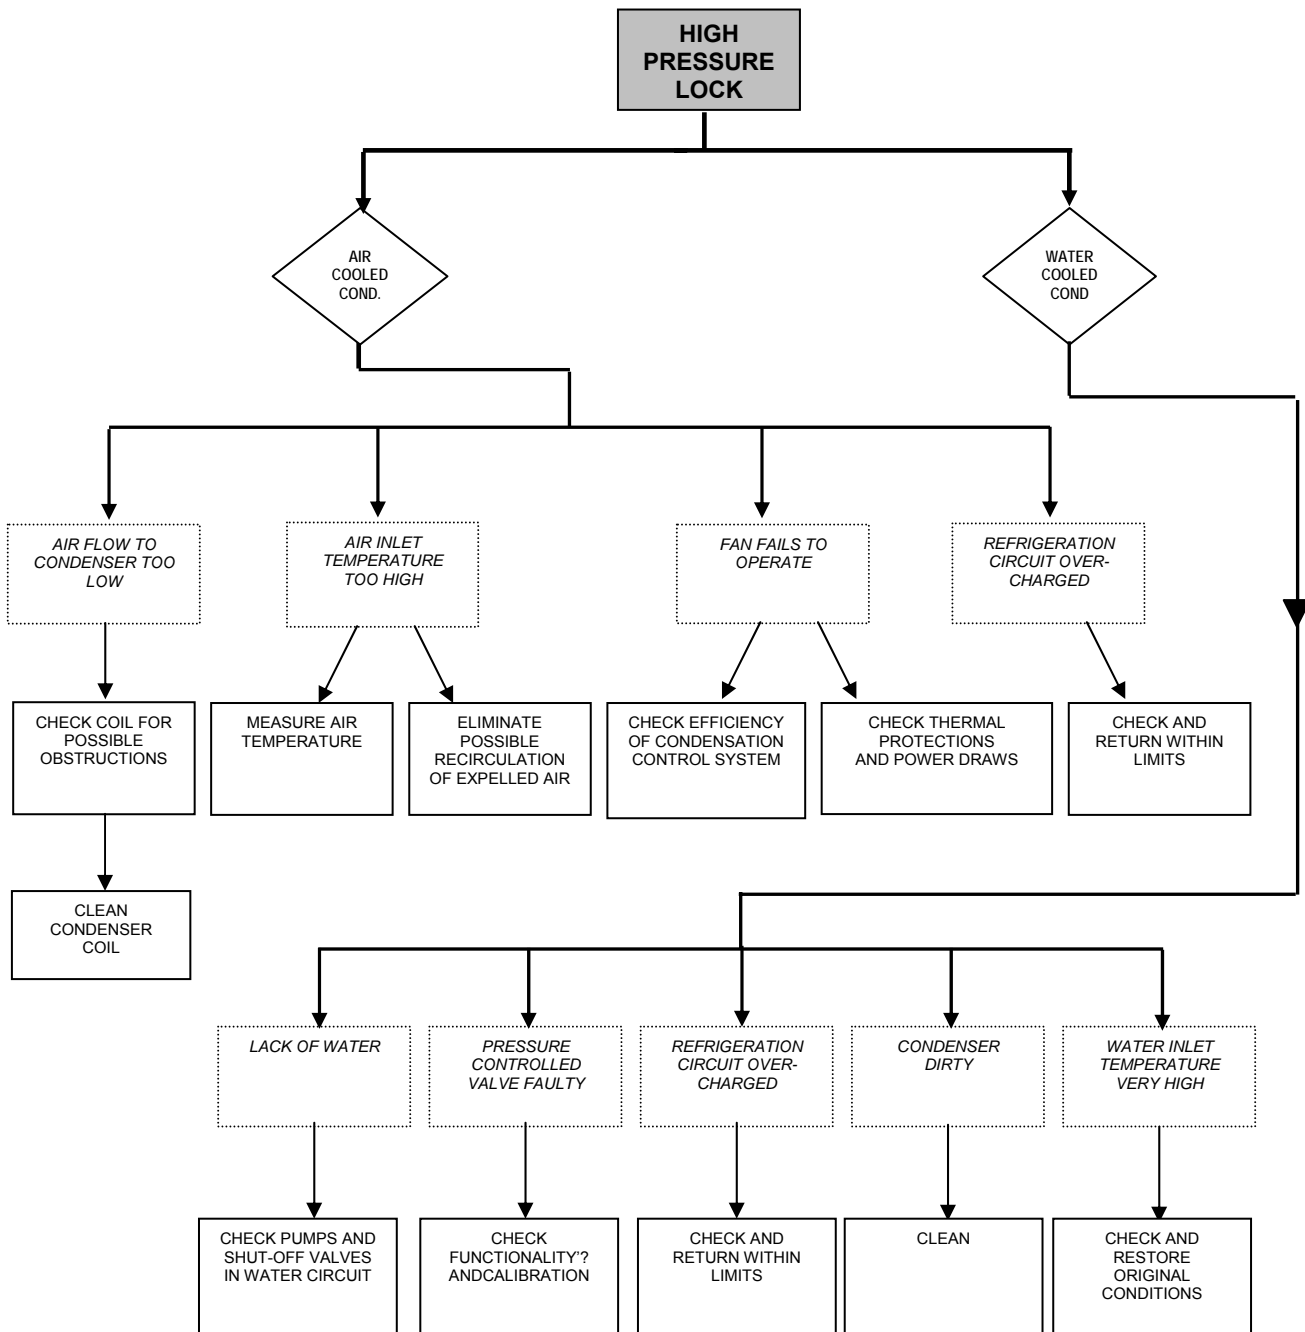 HIGH
PRESSURE
LOCK
AIR
COOLED
COND.
WATER
COOLED
COND
AIR FLOW TO
CONDENSER TOO
LOW
AIR INLET
TEMPERATURE
TOO HIGH
FAN FAILS TO
OPERATE
REFRIGERATION
CIRCUIT OVER-
CHARGED
CHECK COIL FOR
POSSIBLE
OBSTRUCTIONS
MEASURE AIR
TEMPERATURE
ELIMINATE
POSSIBLE
RECIRCULATION
OF EXPELLED AIR
CHECK EFFICIENCY
OF CONDENSATION
CONTROL SYSTEM
CHECK THERMAL
PROTECTIONS
AND POWER DRAWS
CHECK AND
RETURN WITHIN
LIMITS
CLEAN
CONDENSER
COIL
LACK OF WATER
PRESSURE
CONTROLLED
VALVE FAULTY
REFRIGERATION
CIRCUIT OVER-
CHARGED
CONDENSER
DIRTY
WATER INLET
TEMPERATURE
VERY HIGH
CHECK PUMPS AND
SHUT-OFF VALVES
IN WATER CIRCUIT
CHECK
FUNCTIONALITY'?
ANDCALIBRATION
CHECK AND
RETURN WITHIN
LIMITS
CLEAN
CHECK AND
RESTORE
ORIGINAL
CONDITIONS